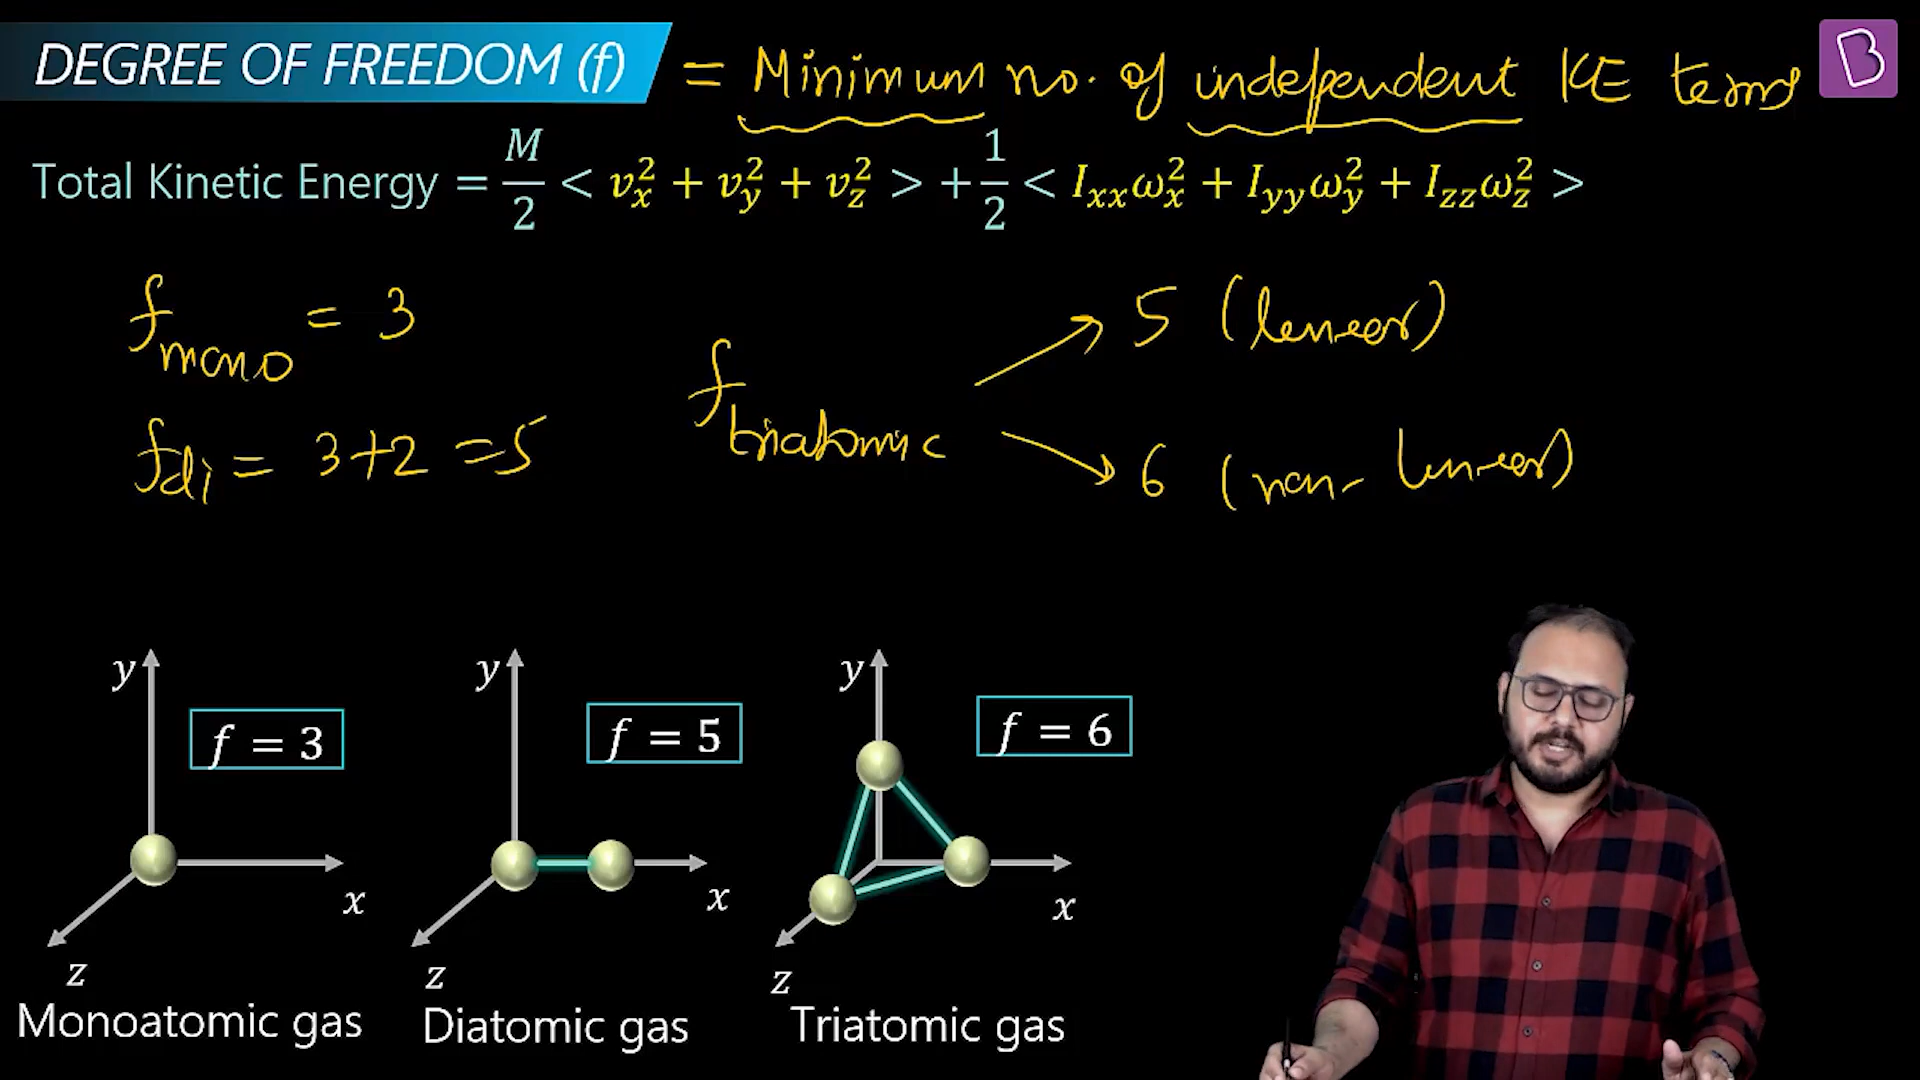 DEGREE OF FREEDOM (f) = Minimum no. of independent KE terms
B
Total Kinetic Energy = M/2 < v_x^2 + v_y^2 + v_z^2 > + 1/2 < I_xx ω_x^2 + I_yy ω_y^2 + I_zz ω_z^2 >
f_mono = 3
f_di = 3+2 = 5
f_triatomic
5 (linear)
6 (non-linear)
y
f = 3
x
z
Monoatomic gas
y
f = 5
x
z
Diatomic gas
y
f = 6
x
z
Triatomic gas